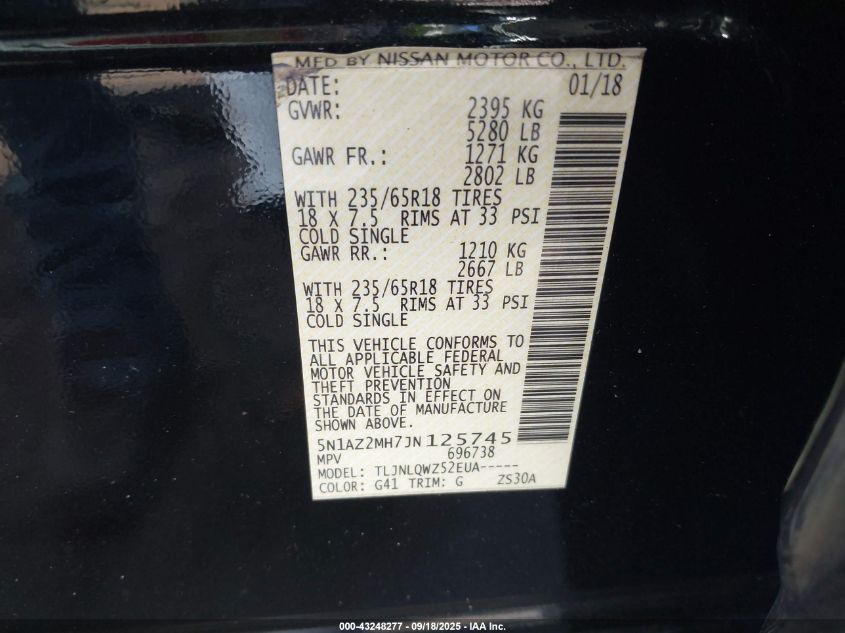 MFD BY NISSAN MOTOR CO., LTD.
DATE: 01/18
GVWR: 2395 KG
5280 LB
GAWR FR.: 1271 KG
2802 LB
WITH 235/65R18 TIRES
18 X 7.5 RIMS AT 33 PSI
COLD SINGLE
GAWR RR.: 1210 KG
2667 LB
WITH 235/65R18 TIRES
18 X 7.5 RIMS AT 33 PSI
COLD SINGLE
THIS VEHICLE CONFORMS TO
ALL APPLICABLE FEDERAL
MOTOR VEHICLE SAFETY AND
THEFT PREVENTION
STANDARDS IN EFFECT ON
THE DATE OF MANUFACTURE
SHOWN ABOVE.
5N1AZ2MH7JN125745
MPV 696738
MODEL: TLJNLQWZ52EUA-----
COLOR: G41 TRIM: G ZS30A
000-43248277 - 09/18/2025 - IAA Inc.